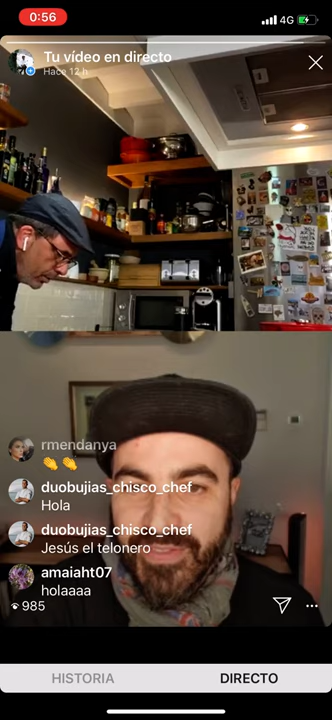 0:56
4G
Tu vídeo en directo
Hace 12 h
rmendanya
👏👏
duobujias_chisco_chef
Hola
duobujias_chisco_chef
Jesús el telonero
amaiaht07
holaaaa
985
HISTORIA
DIRECTO